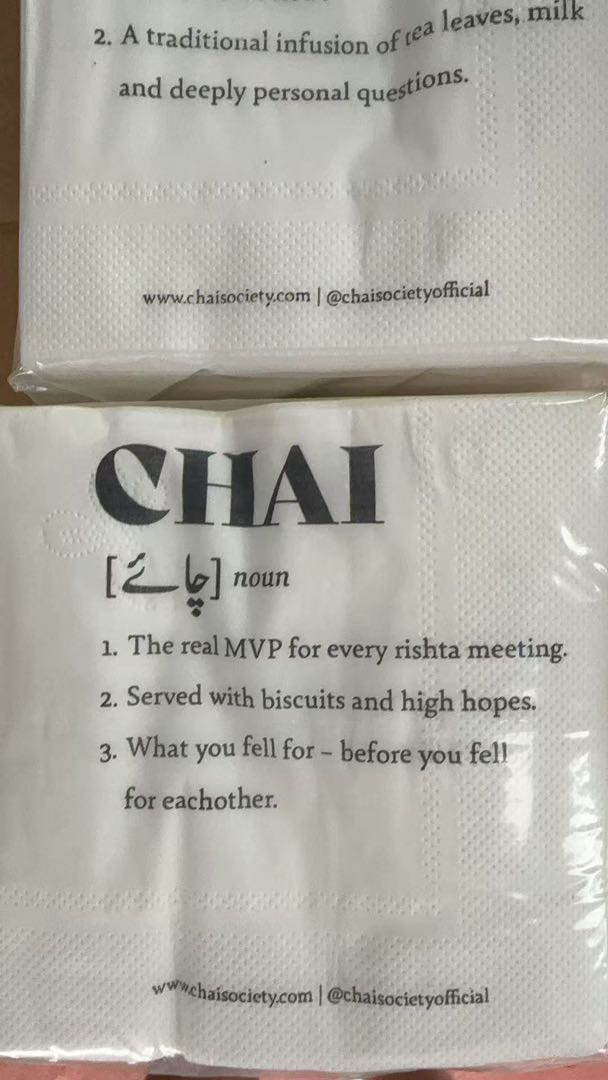 2. A traditional infusion of tea leaves, milk
and deeply personal questions.
www.chaisociety.com | @chaisocietyofficial
CHAI
[چائے] noun
1. The real MVP for every rishta meeting.
2. Served with biscuits and high hopes.
3. What you fell for – before you fell
for eachother.
www.chaisociety.com | @chaisocietyofficial